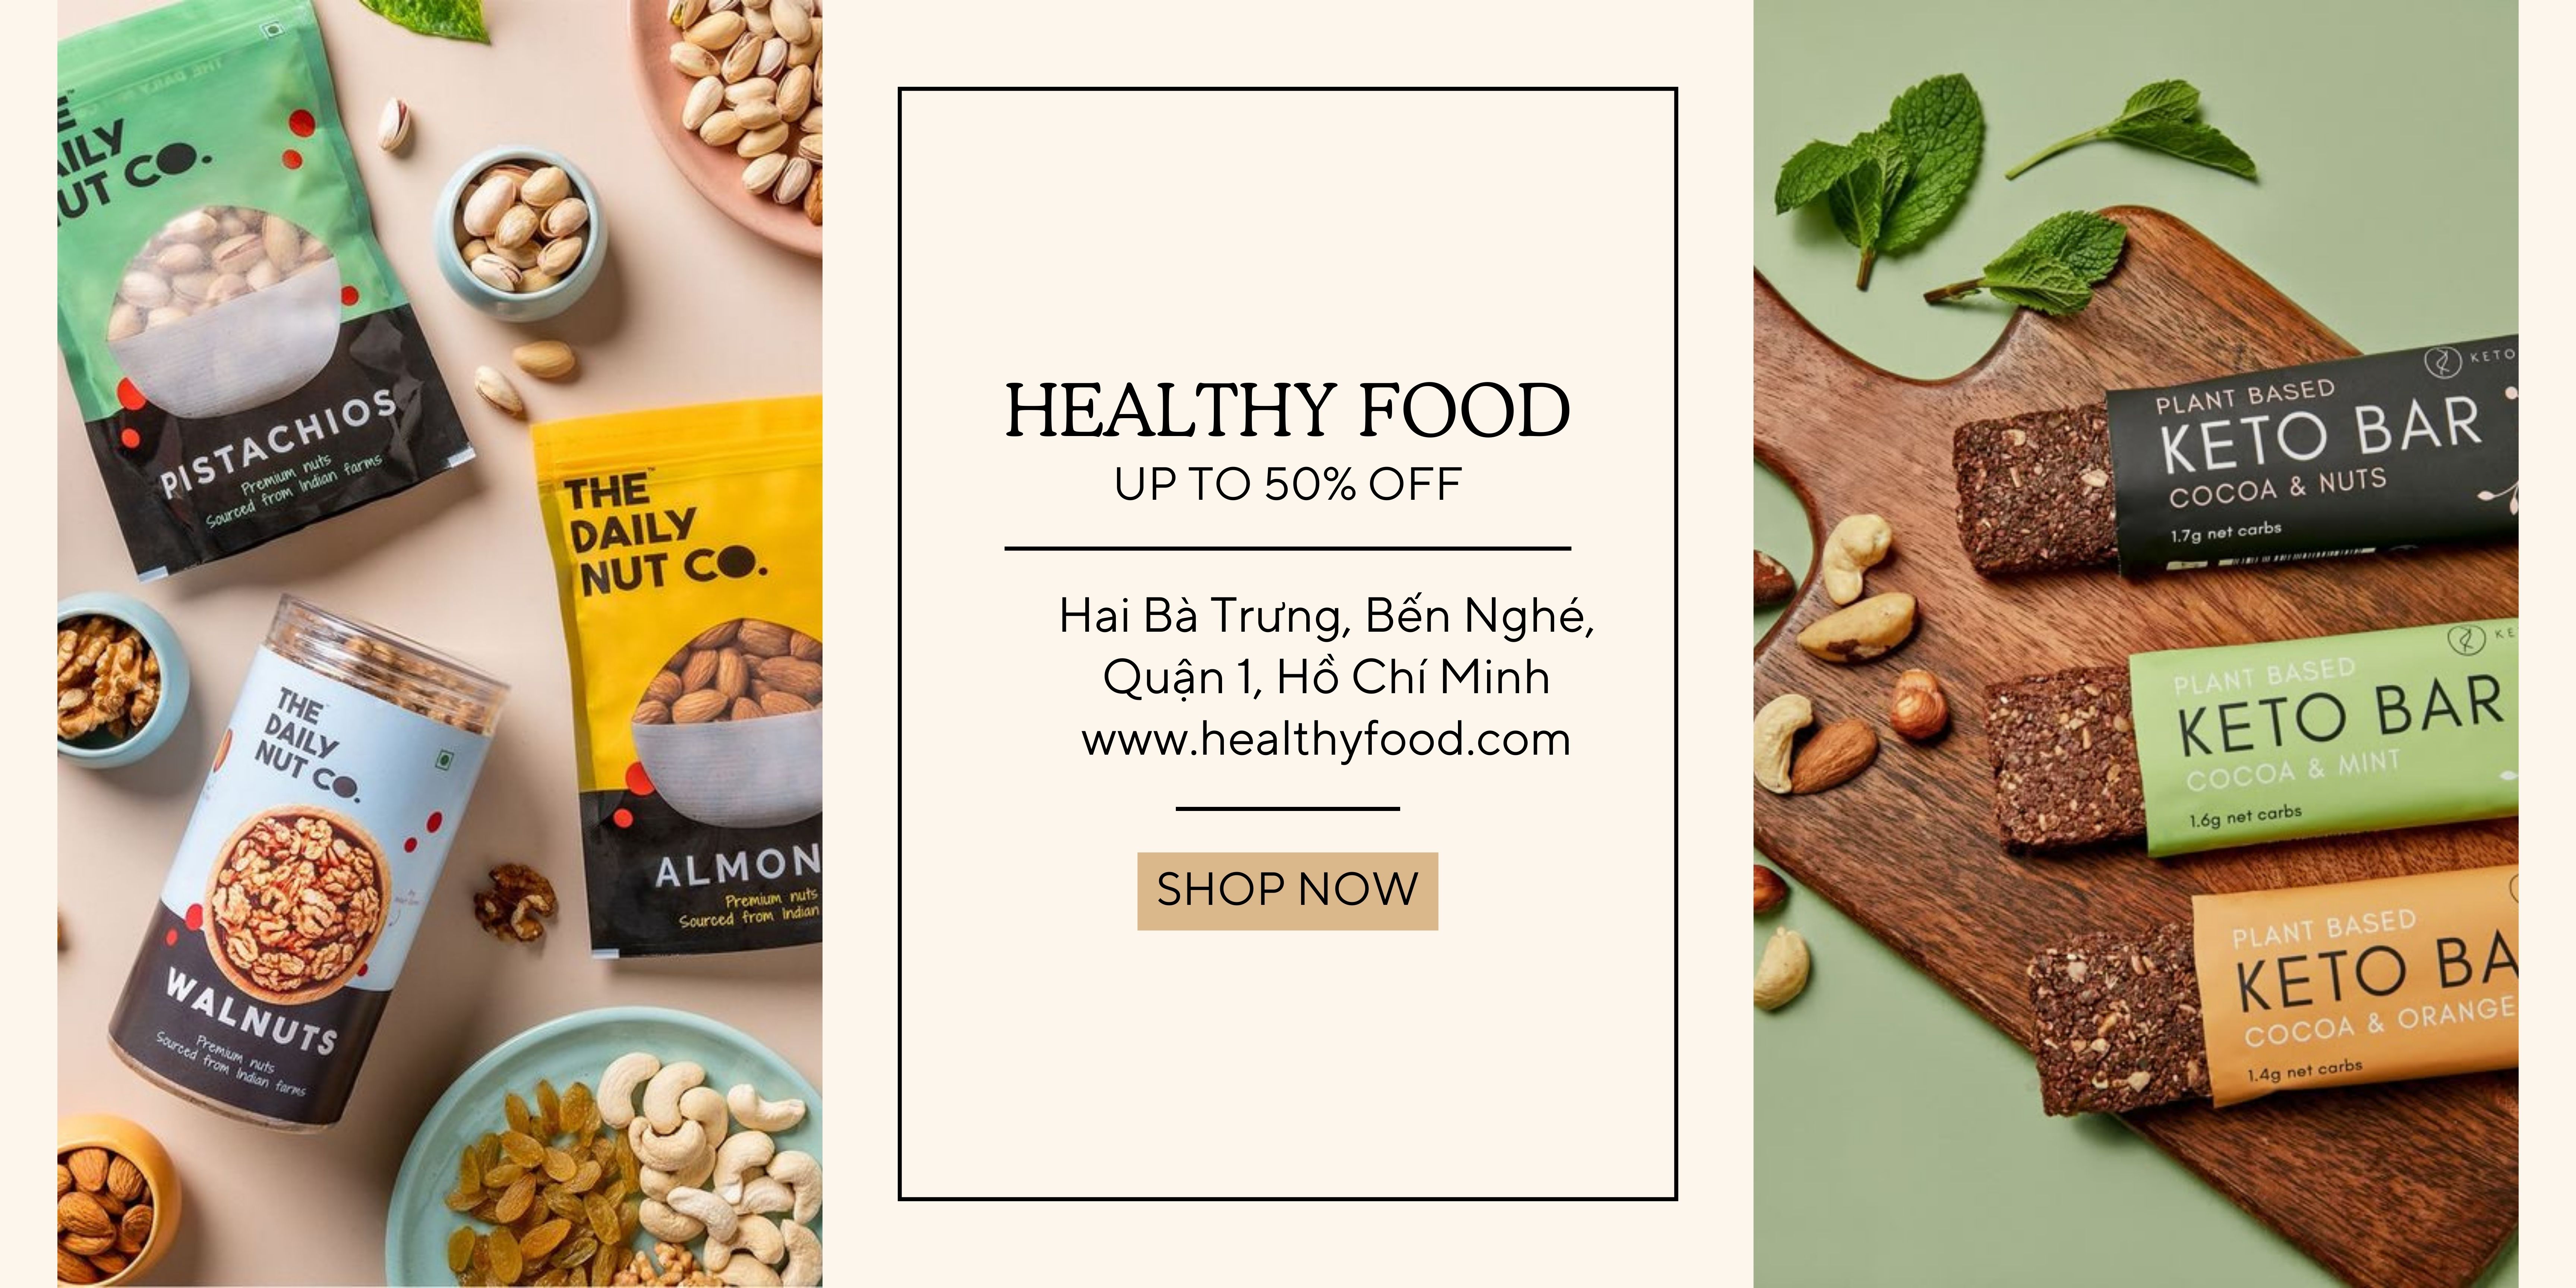 THE
DAILY
NUT CO.
PISTACHIOS
Premium nuts
Sourced from Indian farms
THE
DAILY
NUT CO.
Premium nuts
Sourced from Indian
THE
DAILY
NUT CO.
WALNUTS
Premium nuts
Sourced from Indian farms
HEALTHY FOOD
UP TO 50% OFF
Hai Bà Trưng, Bến Nghé,
Quận 1, Hồ Chí Minh
www.healthyfood.com
SHOP NOW
KETO
PLANT BASED
KETO BAR
COCOA & NUTS
1.7g net carbs
PLANT BASED
KETO BAR
COCOA & MINT
1.6g net carbs
PLANT BASED
KETO BA
COCOA & ORANGE
1.4g net carbs